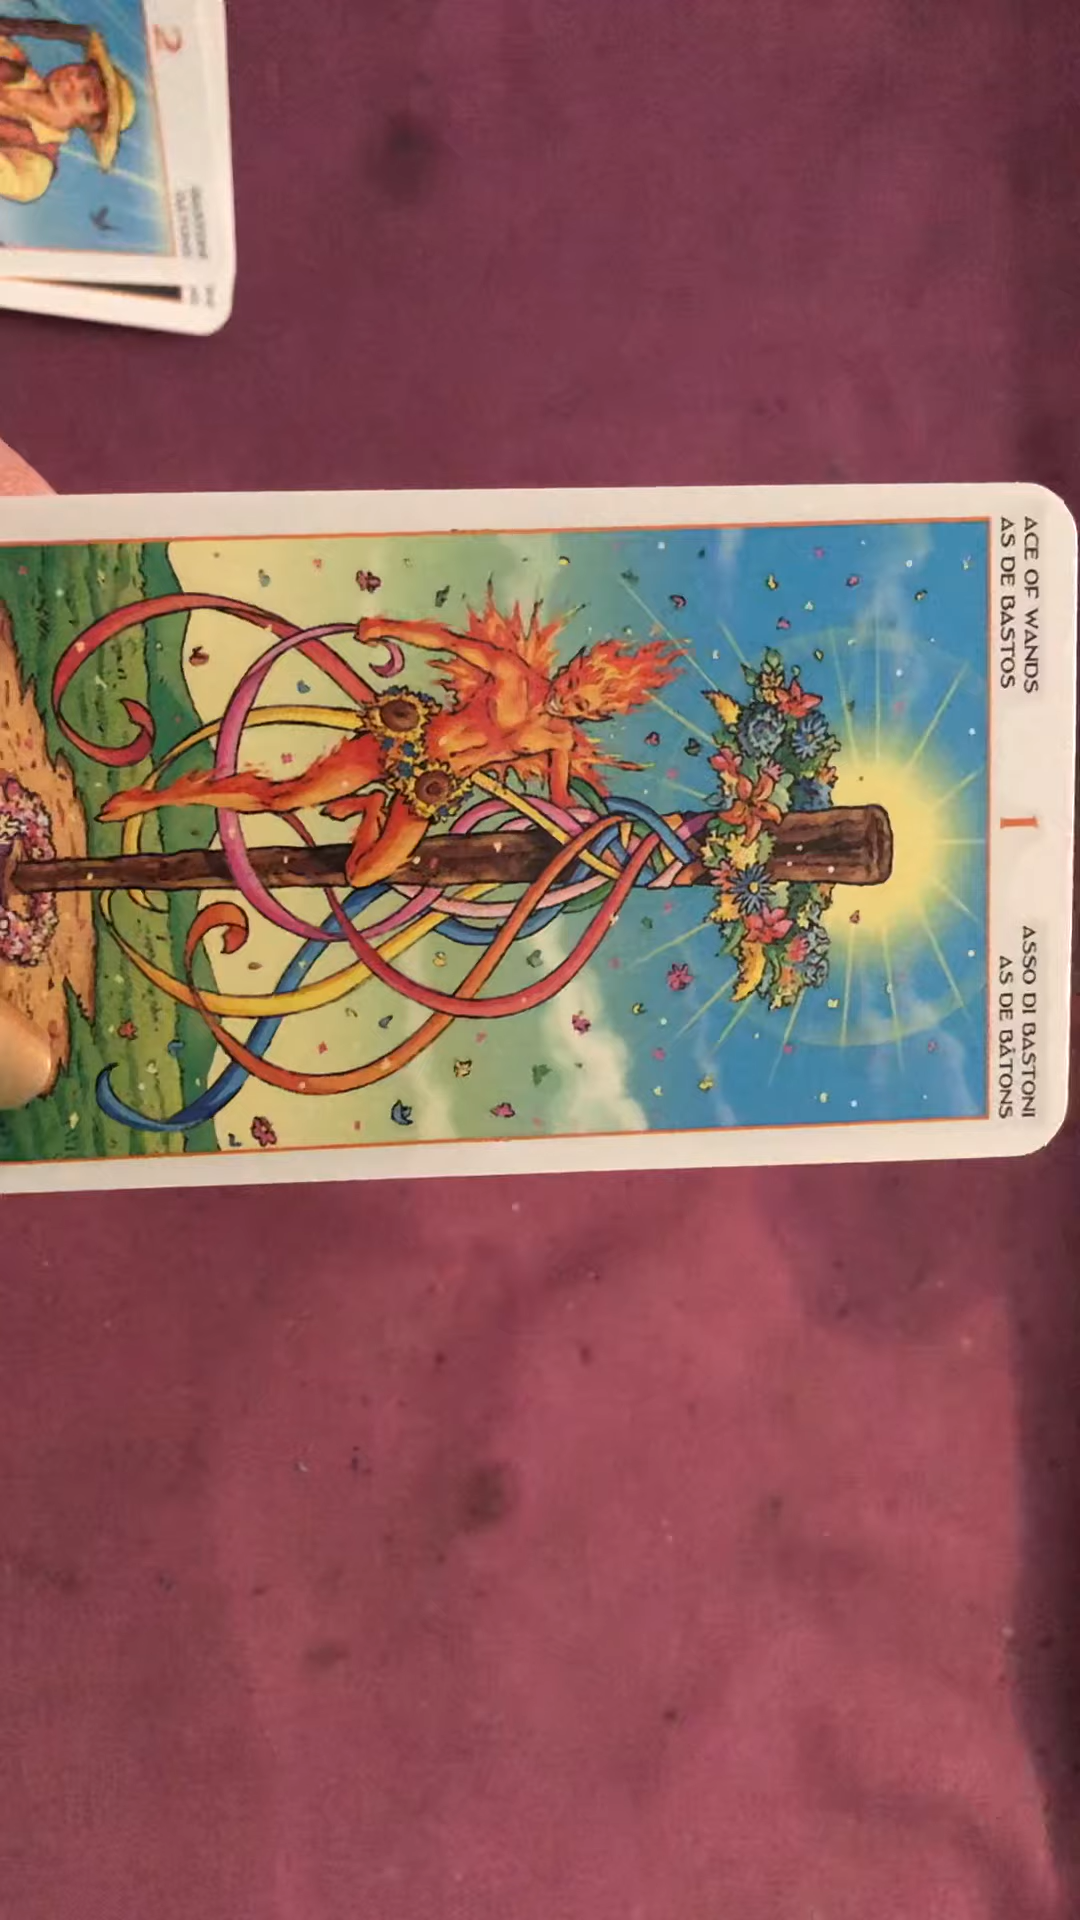 ACE OF WANDS
AS DE BASTOS
I
ASSO DI BASTONI
AS DE BÂTONS
2